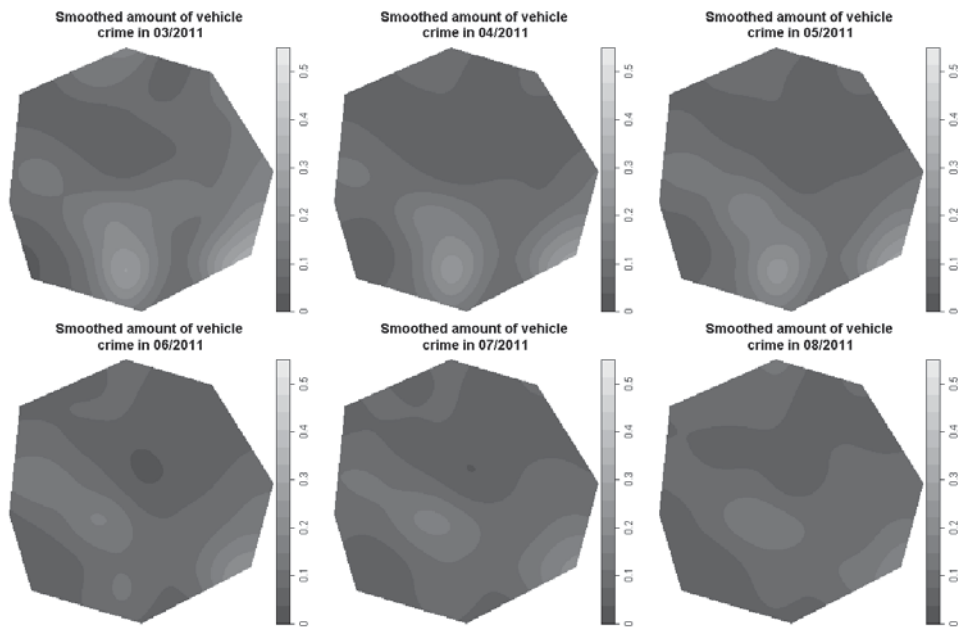 Smoothed amount of vehicle
crime in 03/2011
0 0.1 0.2 0.3 0.4 0.5
Smoothed amount of vehicle
crime in 04/2011
0 0.1 0.2 0.3 0.4 0.5
Smoothed amount of vehicle
crime in 05/2011
0 0.1 0.2 0.3 0.4 0.5
Smoothed amount of vehicle
crime in 06/2011
0 0.1 0.2 0.3 0.4 0.5
Smoothed amount of vehicle
crime in 07/2011
0 0.1 0.2 0.3 0.4 0.5
Smoothed amount of vehicle
crime in 08/2011
0 0.1 0.2 0.3 0.4 0.5